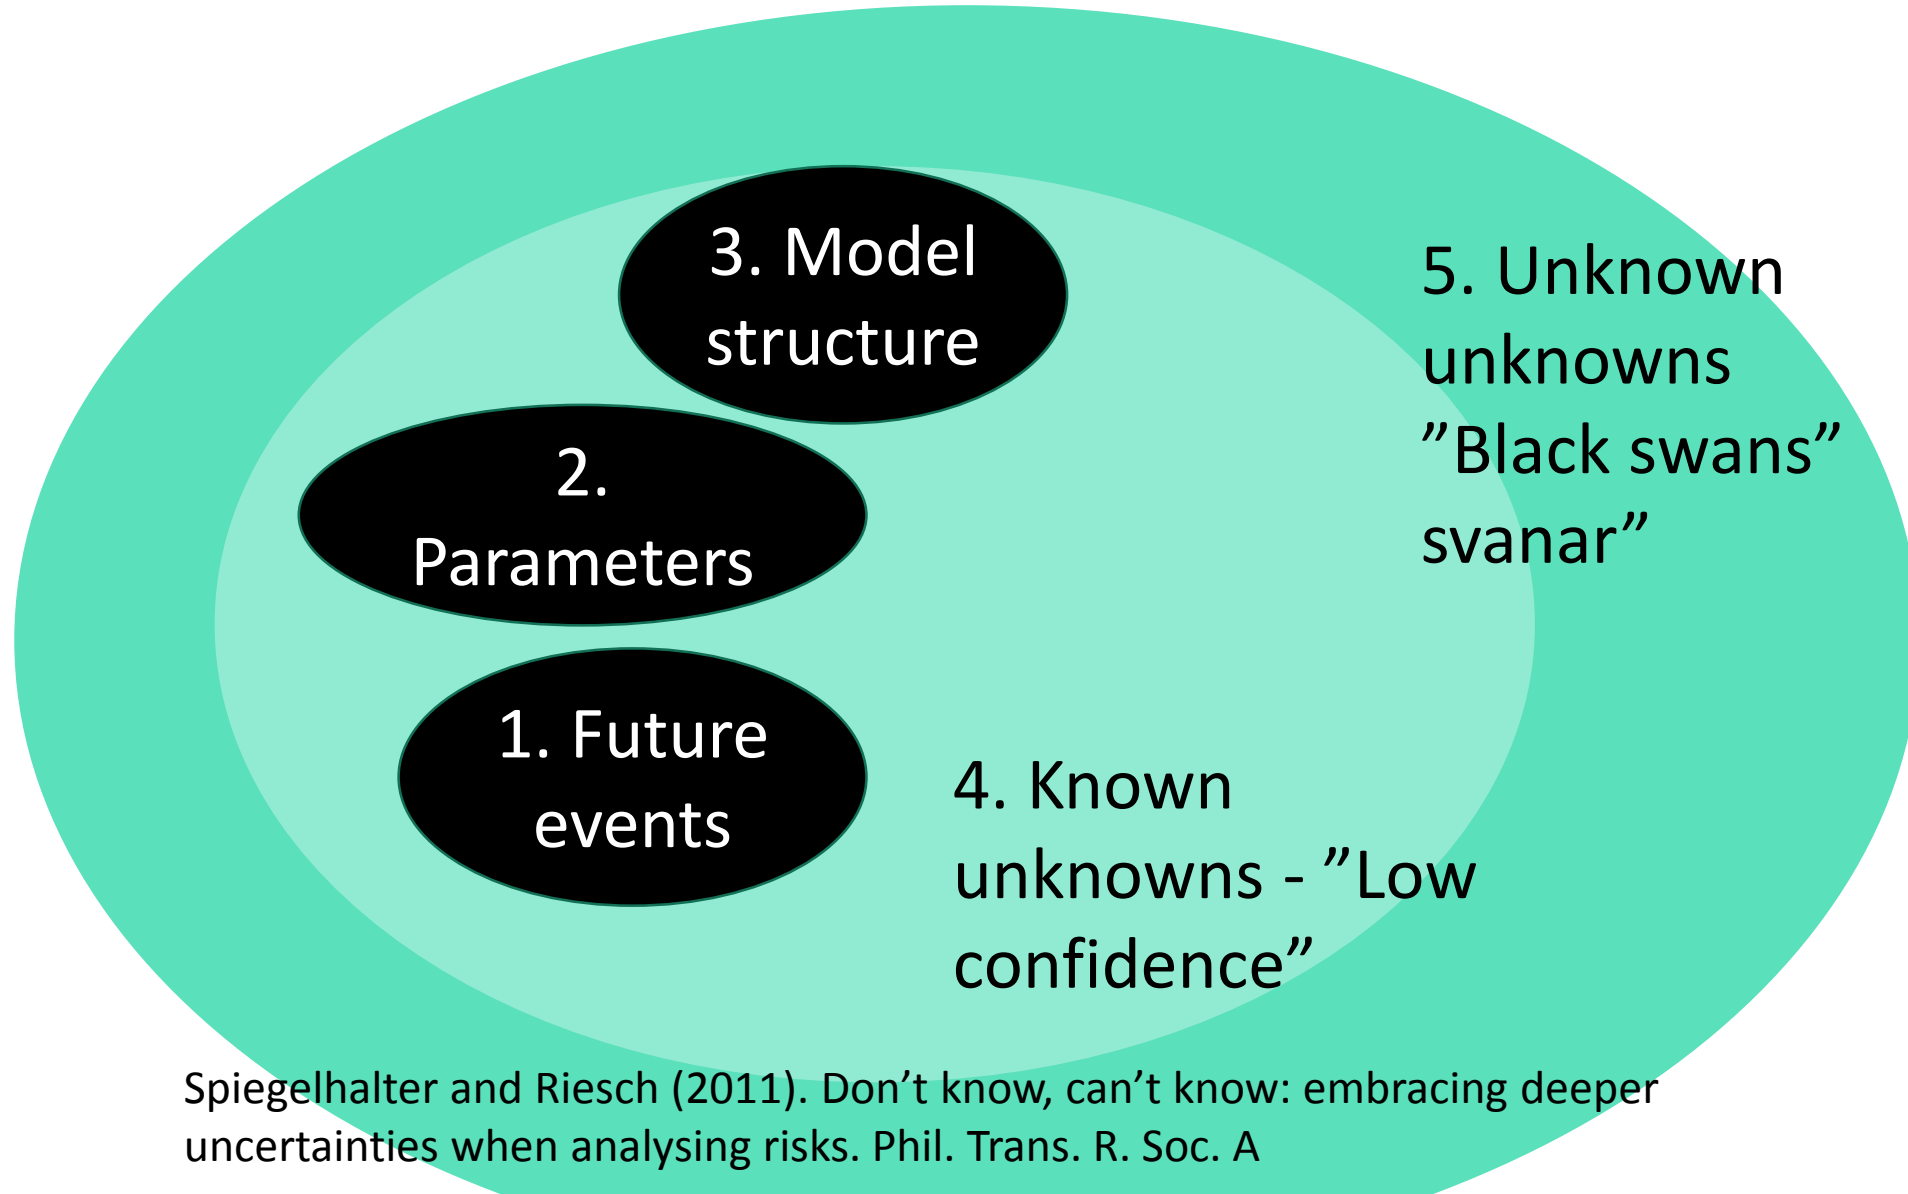 3. Model
structure
5. Unknown
unknowns
”Black swans”
svanar”
2.
Parameters
1. Future
events
4. Known
unknowns - ”Low
confidence”
Spiegelhalter and Riesch (2011). Don’t know, can’t know: embracing deeper
uncertainties when analysing risks. Phil. Trans. R. Soc. A